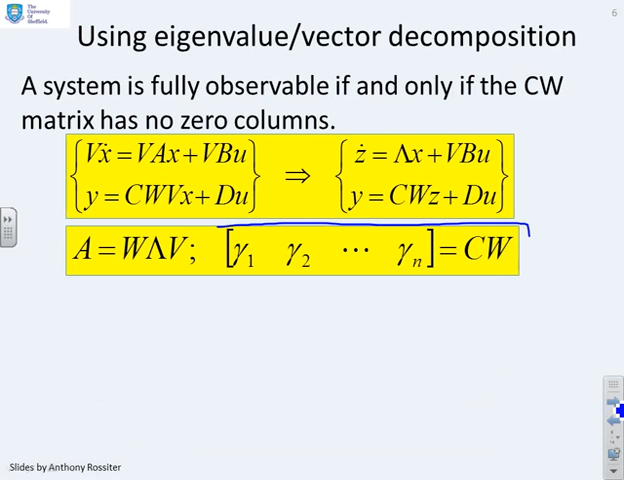 The University Of Sheffield.
6
Using eigenvalue/vector decomposition
A system is fully observable if and only if the CW
matrix has no zero columns.
{Vẋ = VAx + VBu} ⇒ {ż = Λx + VBu}
{y = CWVx + Du} {y = CWz + Du}
A = WΛV; [γ₁ γ₂ ⋯ γₙ] = CW
Slides by Anthony Rossiter